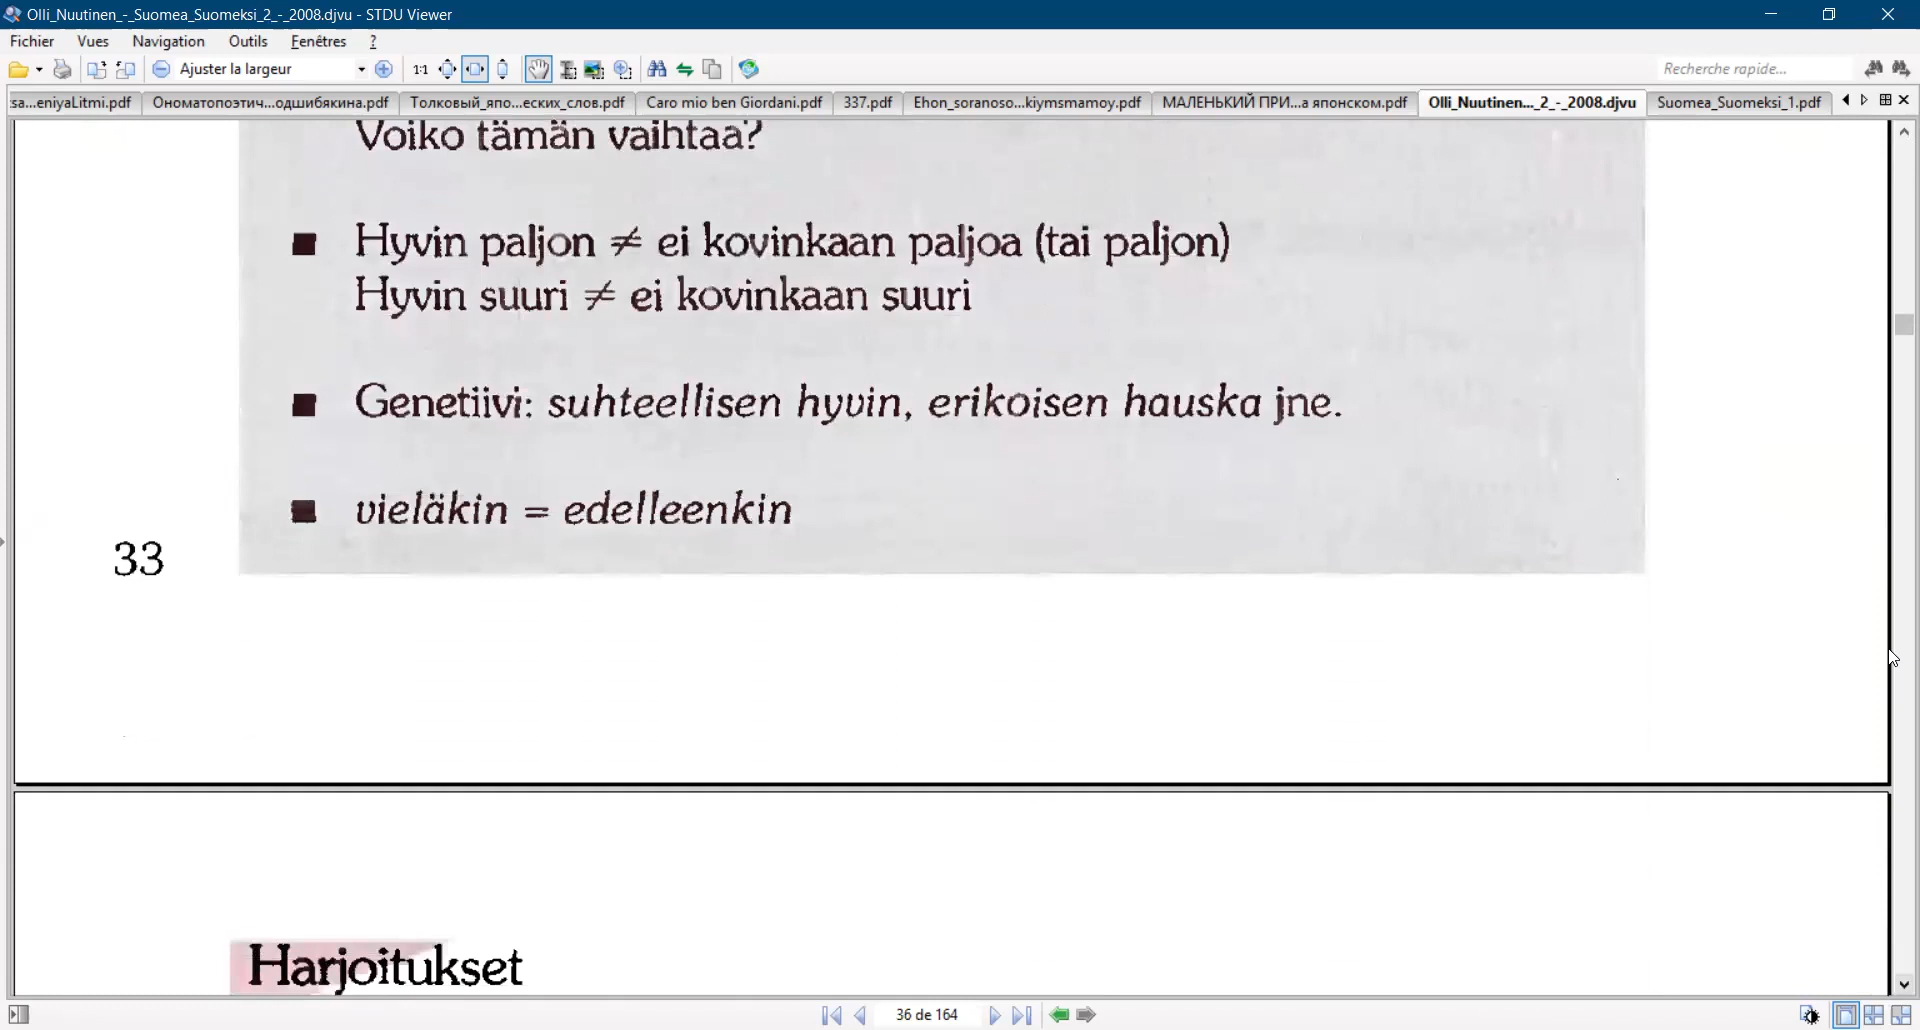 Olli_Nuutinen_-_Suomea_Suomeksi_2_-_2008.djvu - STDU Viewer
Fichier Vues Navigation Outils Fenêtres ?
Ajuster la largeur 1:1 Recherche rapide...
:sa...eniyaLitmi.pdf Ономатопоэтич...одшибякина.pdf Толковый_япо...еских_слов.pdf Caro mio ben Giordani.pdf 337.pdf Ehon_soranoso...kiymsmamoy.pdf МАЛЕНЬКИЙ ПРИ...а японском.pdf Olli_Nuutinen..._2_-_2008.djvu Suomea_Suomeksi_1.pdf
Voiko tämän vaihtaa?
■ Hyvin paljon ≠ ei kovinkaan paljoa (tai paljon)
Hyvin suuri ≠ ei kovinkaan suuri
■ Genetiivi: suhteellisen hyvin, erikoisen hauska jne.
■ vieläkin = edelleenkin
33
Harjoitukset
36 de 164